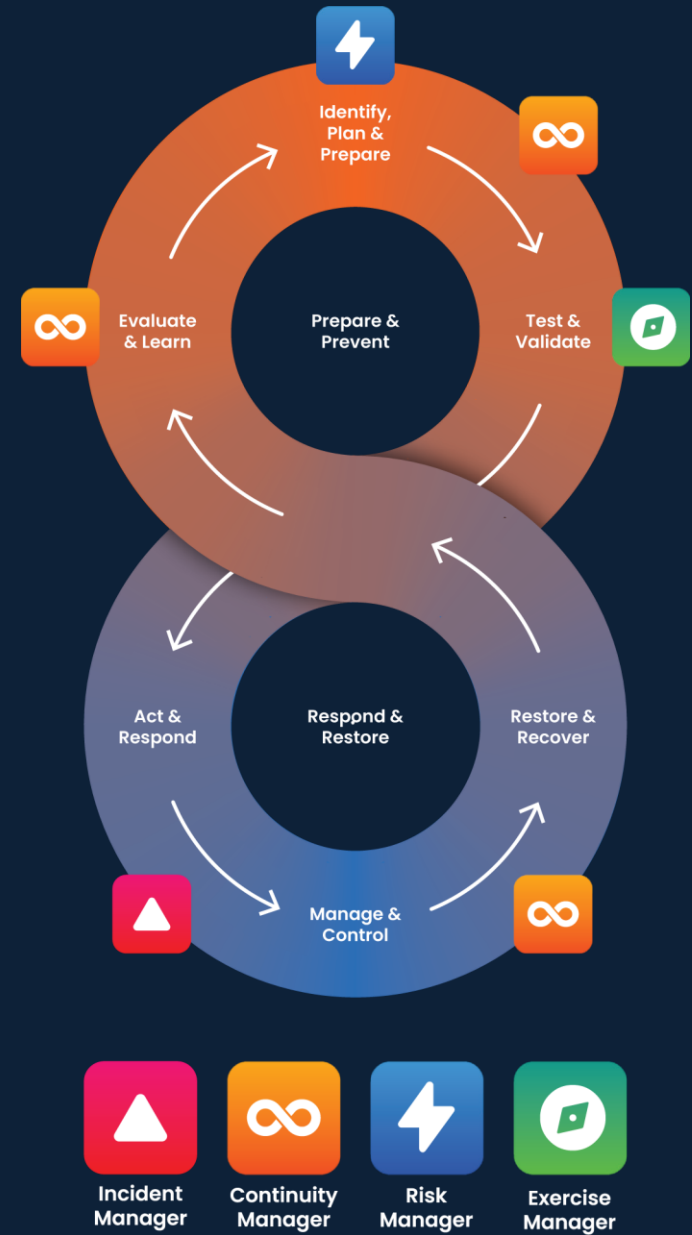 Identify,
Plan &
Prepare
Evaluate
& Learn
Prepare &
Prevent
Test &
Validate
Act &
Respond
Respond &
Restore
Restore &
Recover
Manage &
Control
Incident
Manager
Continuity
Manager
Risk
Manager
Exercise
Manager